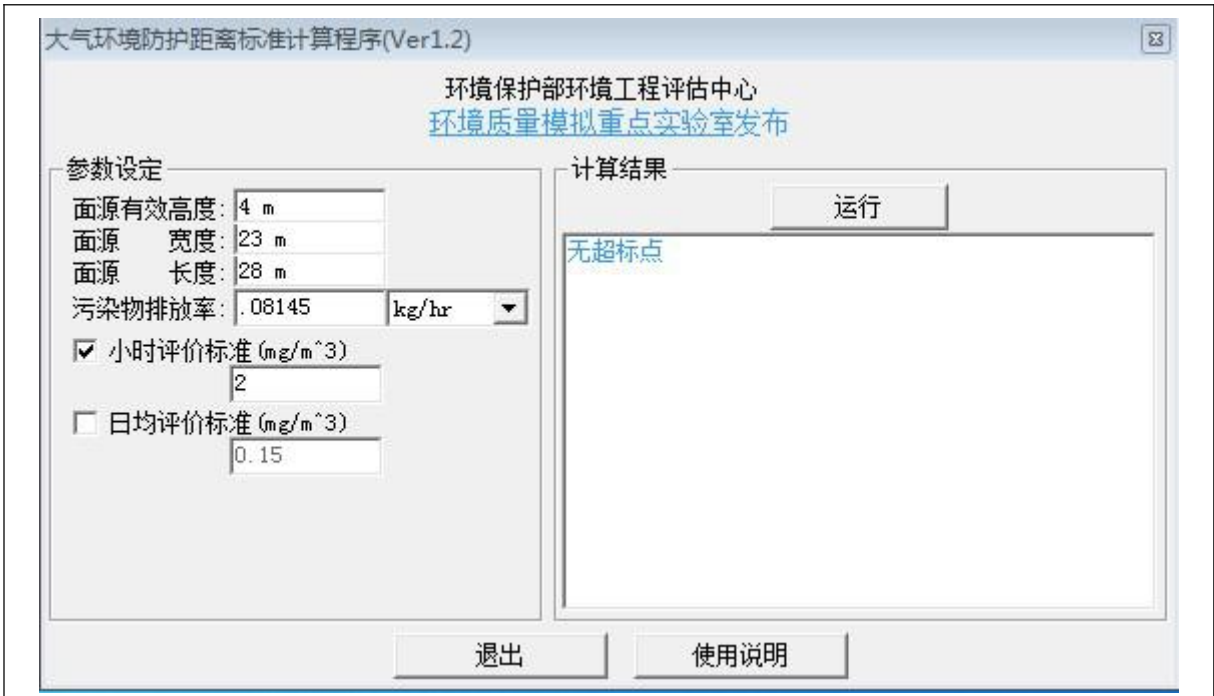 大气环境防护距离标准计算程序(Ver1.2)
环境保护部环境工程评估中心
环境质量模拟重点实验室发布
参数设定
面源有效高度: 4 m
面源 宽度: 23 m
面源 长度: 28 m
污染物排放率: .08145 kg/hr
小时评价标准(mg/m^3)
2
日均评价标准(mg/m^3)
0.15
计算结果
运行
无超标点
退出
使用说明